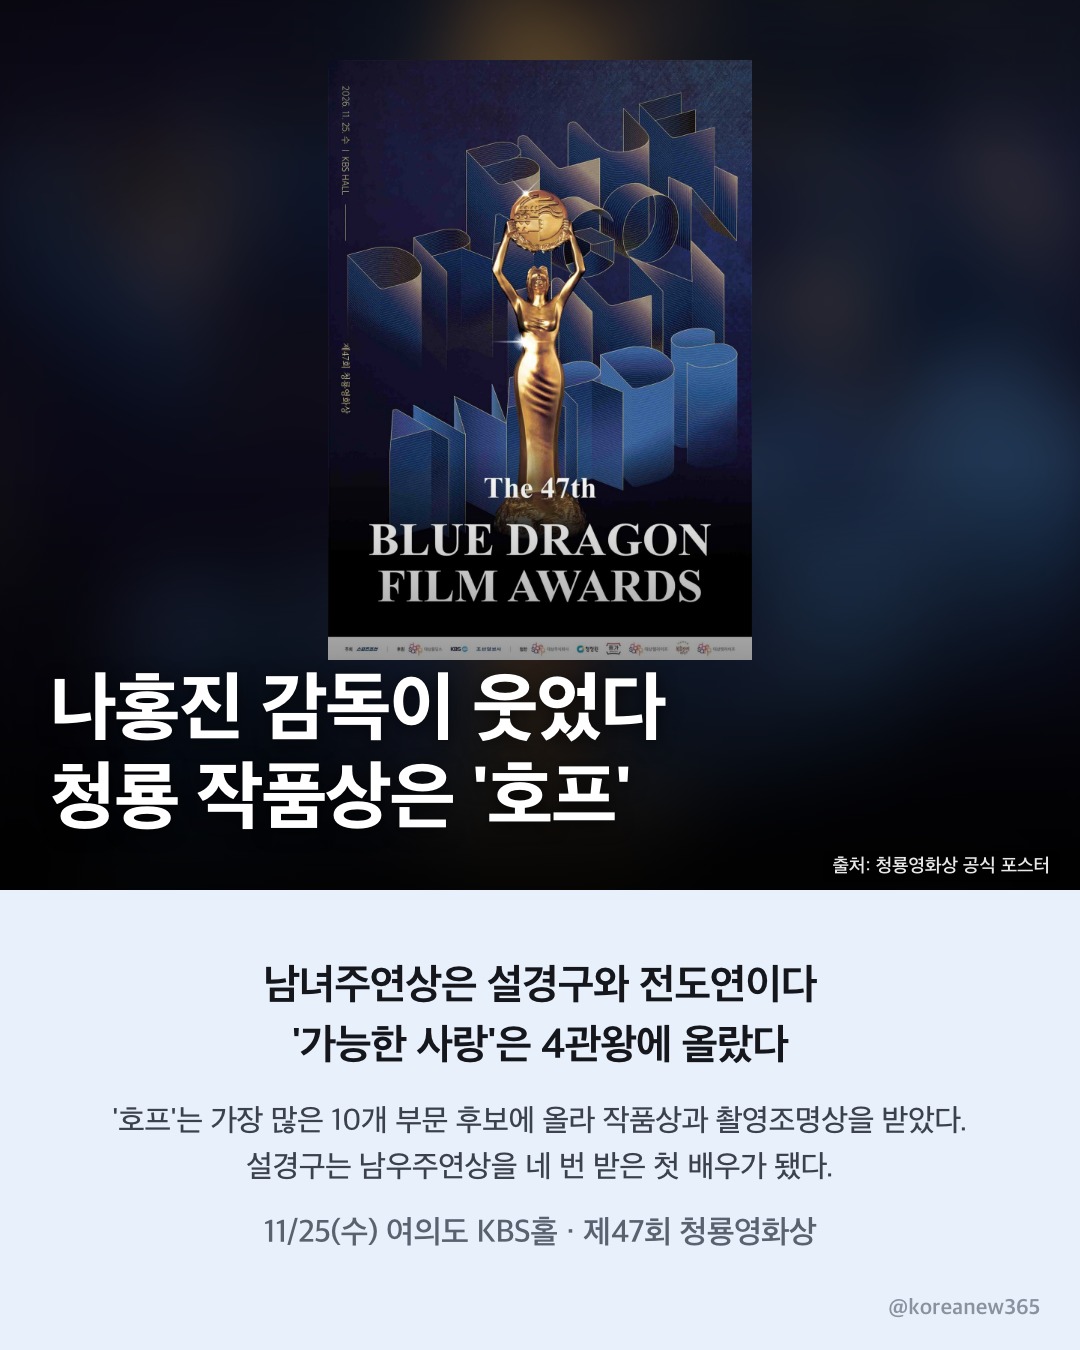 2026. 11. 25. 수 | KBS HALL
제47회 청룡영화상
The 47th
BLUE DRAGON
FILM AWARDS
나홍진 감독이 웃었다
청룡 작품상은 '호프'
출처: 청룡영화상 공식 포스터
남녀주연상은 설경구와 전도연이다
'가능한 사랑'은 4관왕에 올랐다
'호프'는 가장 많은 10개 부문 후보에 올라 작품상과 촬영조명상을 받았다.
설경구는 남우주연상을 네 번 받은 첫 배우가 됐다.
11/25(수) 여의도 KBS홀 · 제47회 청룡영화상
@koreanew365